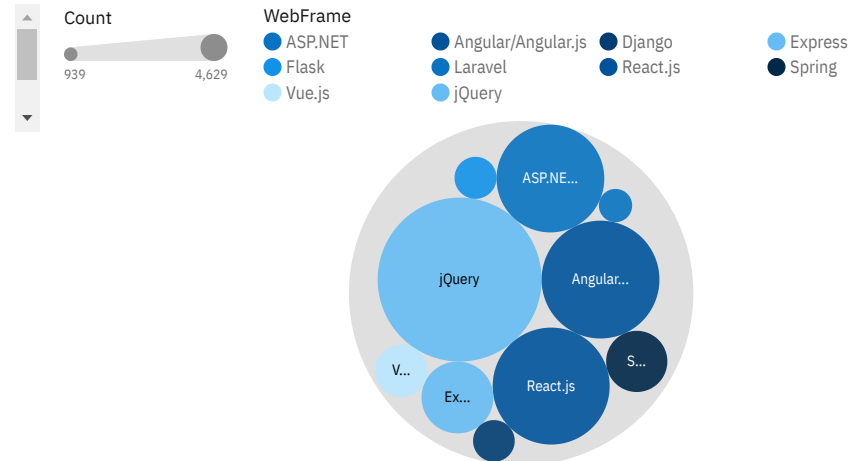 Count
939
4,629
WebFrame
ASP.NET
Angular/Angular.js
Django
Express
Flask
Laravel
React.js
Spring
Vue.js
jQuery
ASP.NE...
jQuery
Angular...
S...
V...
React.js
Ex...